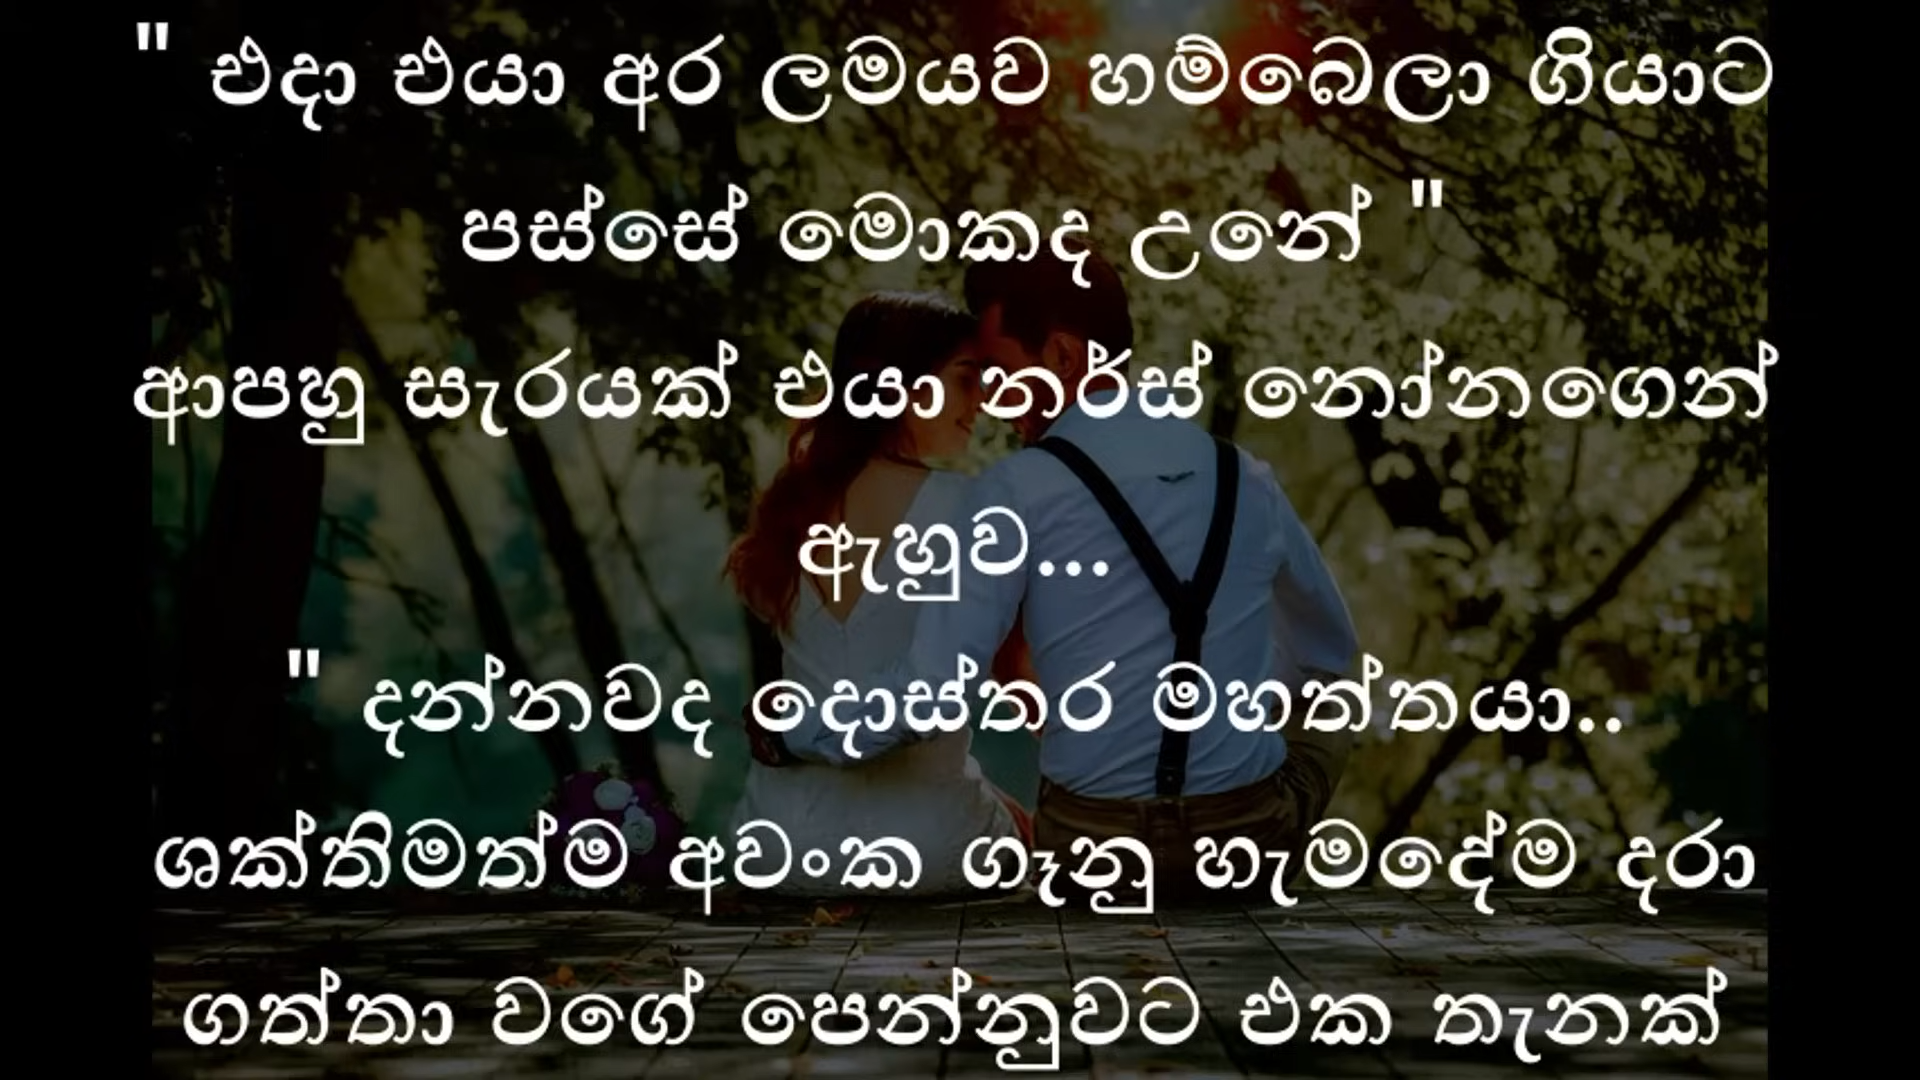 " එදා එයා අර ළමයව හම්බෙලා ගියාට
පස්සේ මොකද උනේ "
ආපහු සැරයක් එයා නර්ස් නෝනගෙන්
ඇහුව...
" දන්නවද දොස්තර මහත්තයා..
ශක්තිමත්ම අවංක ගෑනු හැමදේම දරා
ගත්තා වගේ පෙන්නුවට එක තැනක්